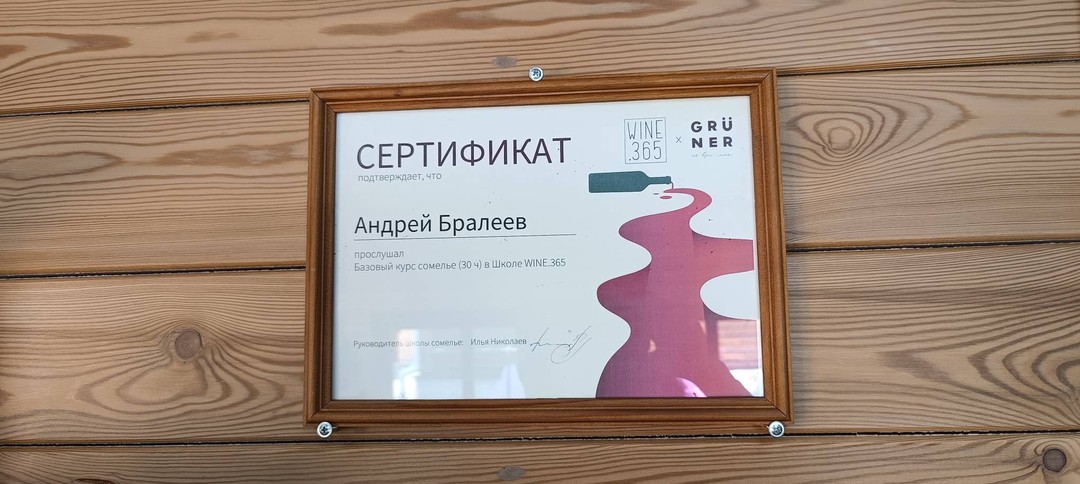 СЕРТИФИКАТ
подтверждает, что
WINE
.365
x
GRÜ
NER
Андрей Бралеев
прослушал
Базовый курс сомелье (30 ч) в Школе WINE.365
Руководитель школы сомелье: Илья Николаев